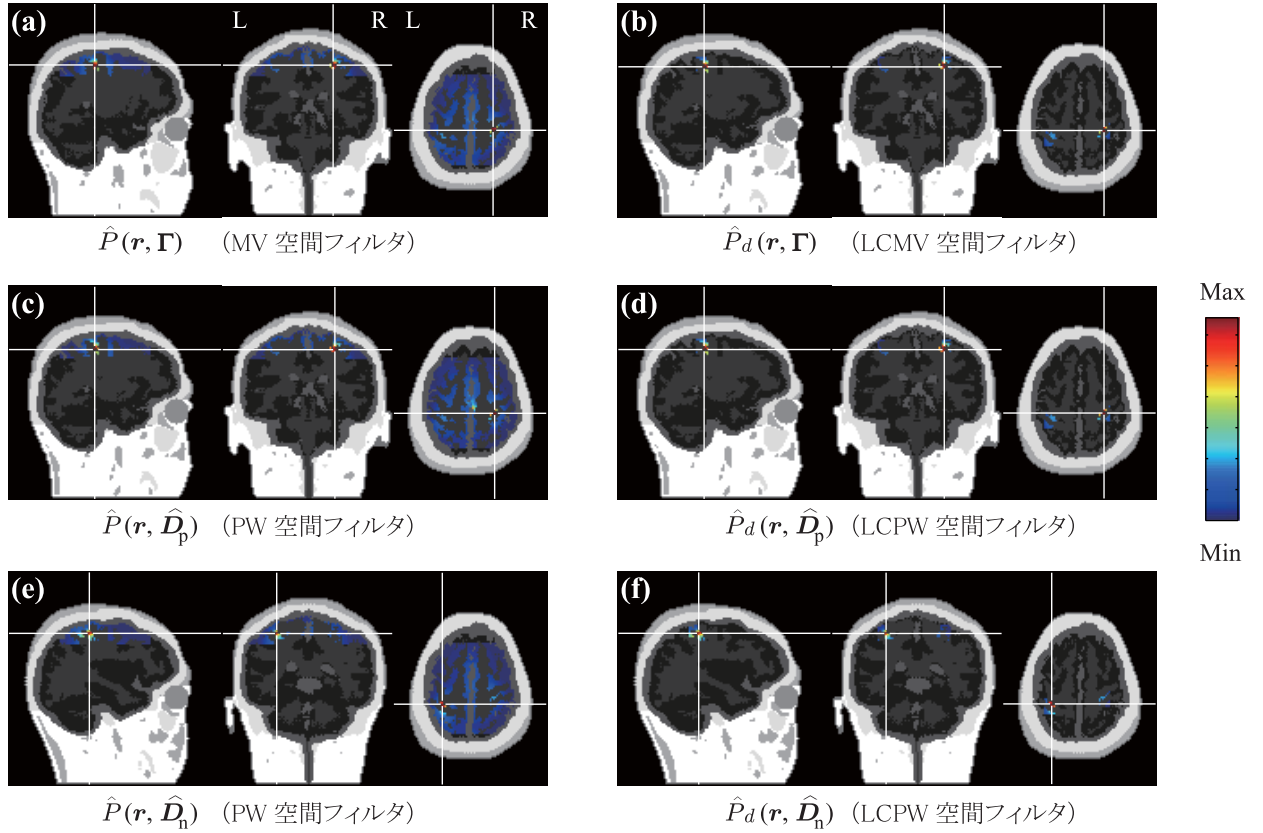 (a) L R L R (b)
P̂(r, Γ) (MV 空間フィルタ) P̂d(r, Γ) (LCMV 空間フィルタ)
(c) (d)
Max
Min
P̂(r, D̂p) (PW 空間フィルタ) P̂d(r, D̂p) (LCPW 空間フィルタ)
(e) (f)
P̂(r, D̂n) (PW 空間フィルタ) P̂d(r, D̂n) (LCPW 空間フィルタ)